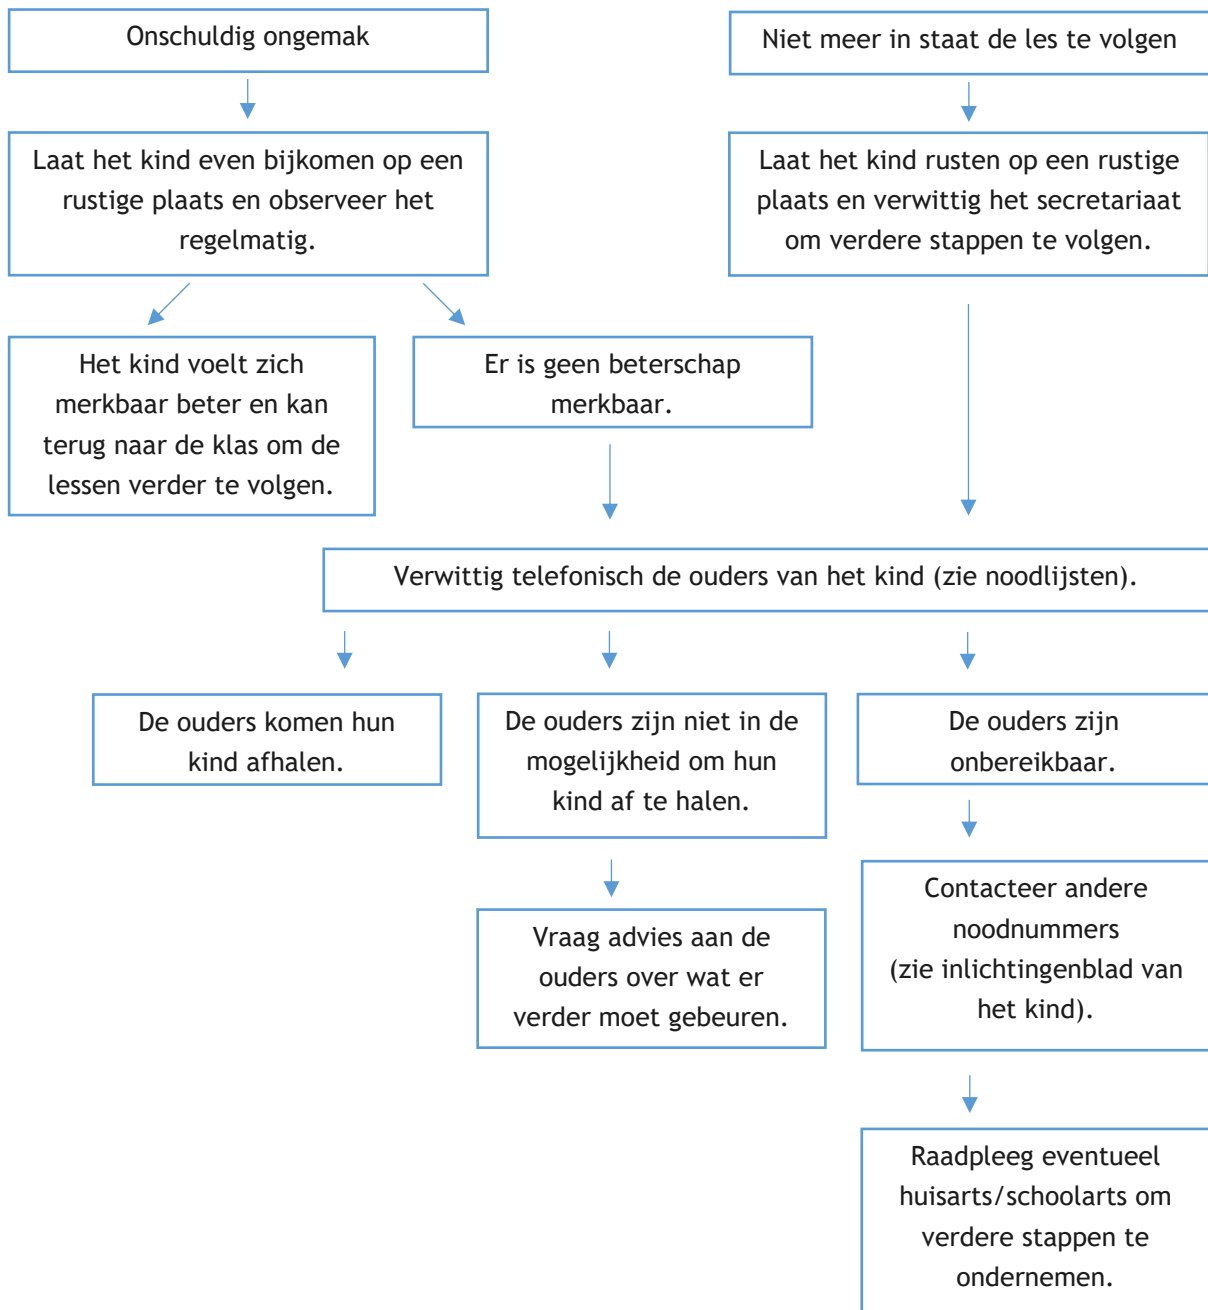 Onschuldig ongemak
Niet meer in staat de les te volgen
Laat het kind even bijkomen op een
rustige plaats en observeer het
regelmatig.
Laat het kind rusten op een rustige
plaats en verwittig het secretariaat
om verdere stappen te volgen.
Het kind voelt zich
merkbaar beter en kan
terug naar de klas om de
lessen verder te volgen.
Er is geen beterschap
merkbaar.
Verwittig telefonisch de ouders van het kind (zie noodlijsten).
De ouders komen hun
kind afhalen.
De ouders zijn niet in de
mogelijkheid om hun
kind af te halen.
De ouders zijn
onbereikbaar.
Vraag advies aan de
ouders over wat er
verder moet gebeuren.
Contacteer andere
noodnummers
(zie inlichtingenblad van
het kind).
Raadpleeg eventueel
huisarts/schoolarts om
verdere stappen te
ondernemen.